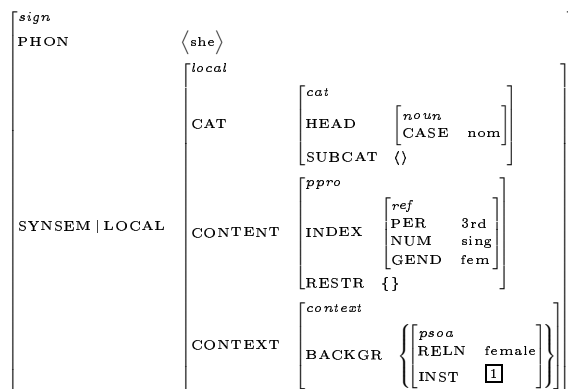 sign
PHON ⟨she⟩
local
cat
CAT HEAD noun
CASE nom
SUBCAT ⟨⟩
ppro
ref
SYNSEM | LOCAL CONTENT INDEX PER 3rd
NUM sing
GEND fem
RESTR {}
context
psoa
CONTEXT BACKGR RELN female
INST 1